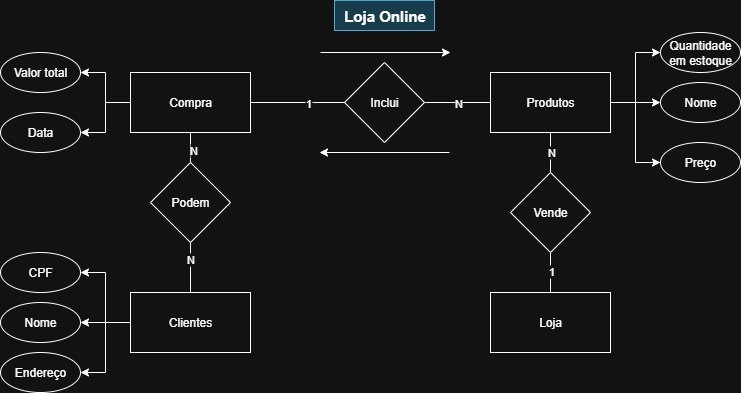 Loja Online
Valor total
Data
Compra
1
Inclui
N
Produtos
Quantidade
em estoque
Nome
Preço
N
Podem
N
N
Vende
1
CPF
Nome
Endereço
Clientes
Loja